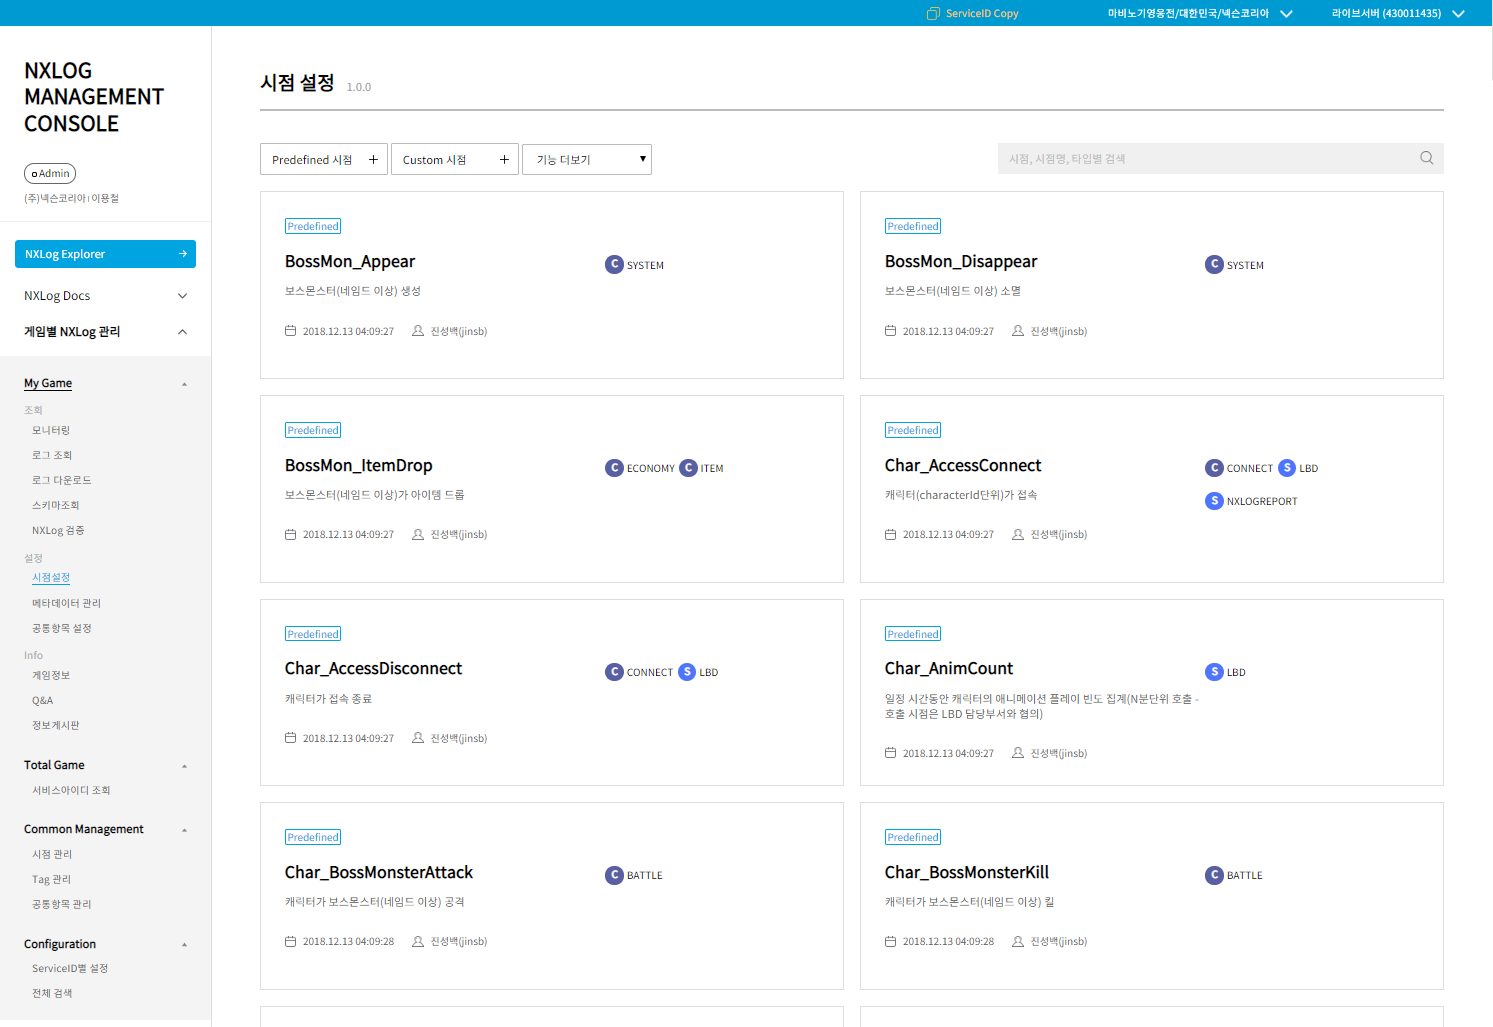 ServiceID Copy
마비노기영웅전/대한민국/넥슨코리아
라이브서버 (430011435)
NXLOG
MANAGEMENT
CONSOLE
Admin
(주)넥슨코리아 | 이용철
NXLog Explorer
NXLog Docs
게임별 NXLog 관리
My Game
조회
모니터링
로그 조회
로그 다운로드
스키마조회
NXLog 검증
설정
시점설정
메타데이터 관리
공통항목 설정
Info
게임정보
Q&A
정보게시판
Total Game
서비스아이디 조회
Common Management
시점 관리
Tag 관리
공통항목 관리
Configuration
ServiceID별 설정
전체 검색
시점 설정 1.0.0
Predefined 시점 +
Custom 시점 +
기능 더보기
시점, 시점명, 타입별 검색
Predefined
BossMon_Appear
C SYSTEM
보스몬스터(네임드 이상) 생성
2018.12.13 04:09:27 진성백(jinsb)
Predefined
BossMon_Disappear
C SYSTEM
보스몬스터(네임드 이상) 소멸
2018.12.13 04:09:27 진성백(jinsb)
Predefined
BossMon_ItemDrop
C ECONOMY C ITEM
보스몬스터(네임드 이상)가 아이템 드롭
2018.12.13 04:09:27 진성백(jinsb)
Predefined
Char_AccessConnect
C CONNECT S LBD
S NXLOGREPORT
캐릭터(characterId단위)가 접속
2018.12.13 04:09:27 진성백(jinsb)
Predefined
Char_AccessDisconnect
C CONNECT S LBD
캐릭터가 접속 종료
2018.12.13 04:09:27 진성백(jinsb)
Predefined
Char_AnimCount
S LBD
일정 시간동안 캐릭터의 애니메이션 플레이 빈도 집계(N분단위 호출 -
호출 시점은 LBD 담당부서와 협의)
2018.12.13 04:09:27 진성백(jinsb)
Predefined
Char_BossMonsterAttack
C BATTLE
캐릭터가 보스몬스터(네임드 이상) 공격
2018.12.13 04:09:28 진성백(jinsb)
Predefined
Char_BossMonsterKill
C BATTLE
캐릭터가 보스몬스터(네임드 이상) 킬
2018.12.13 04:09:28 진성백(jinsb)